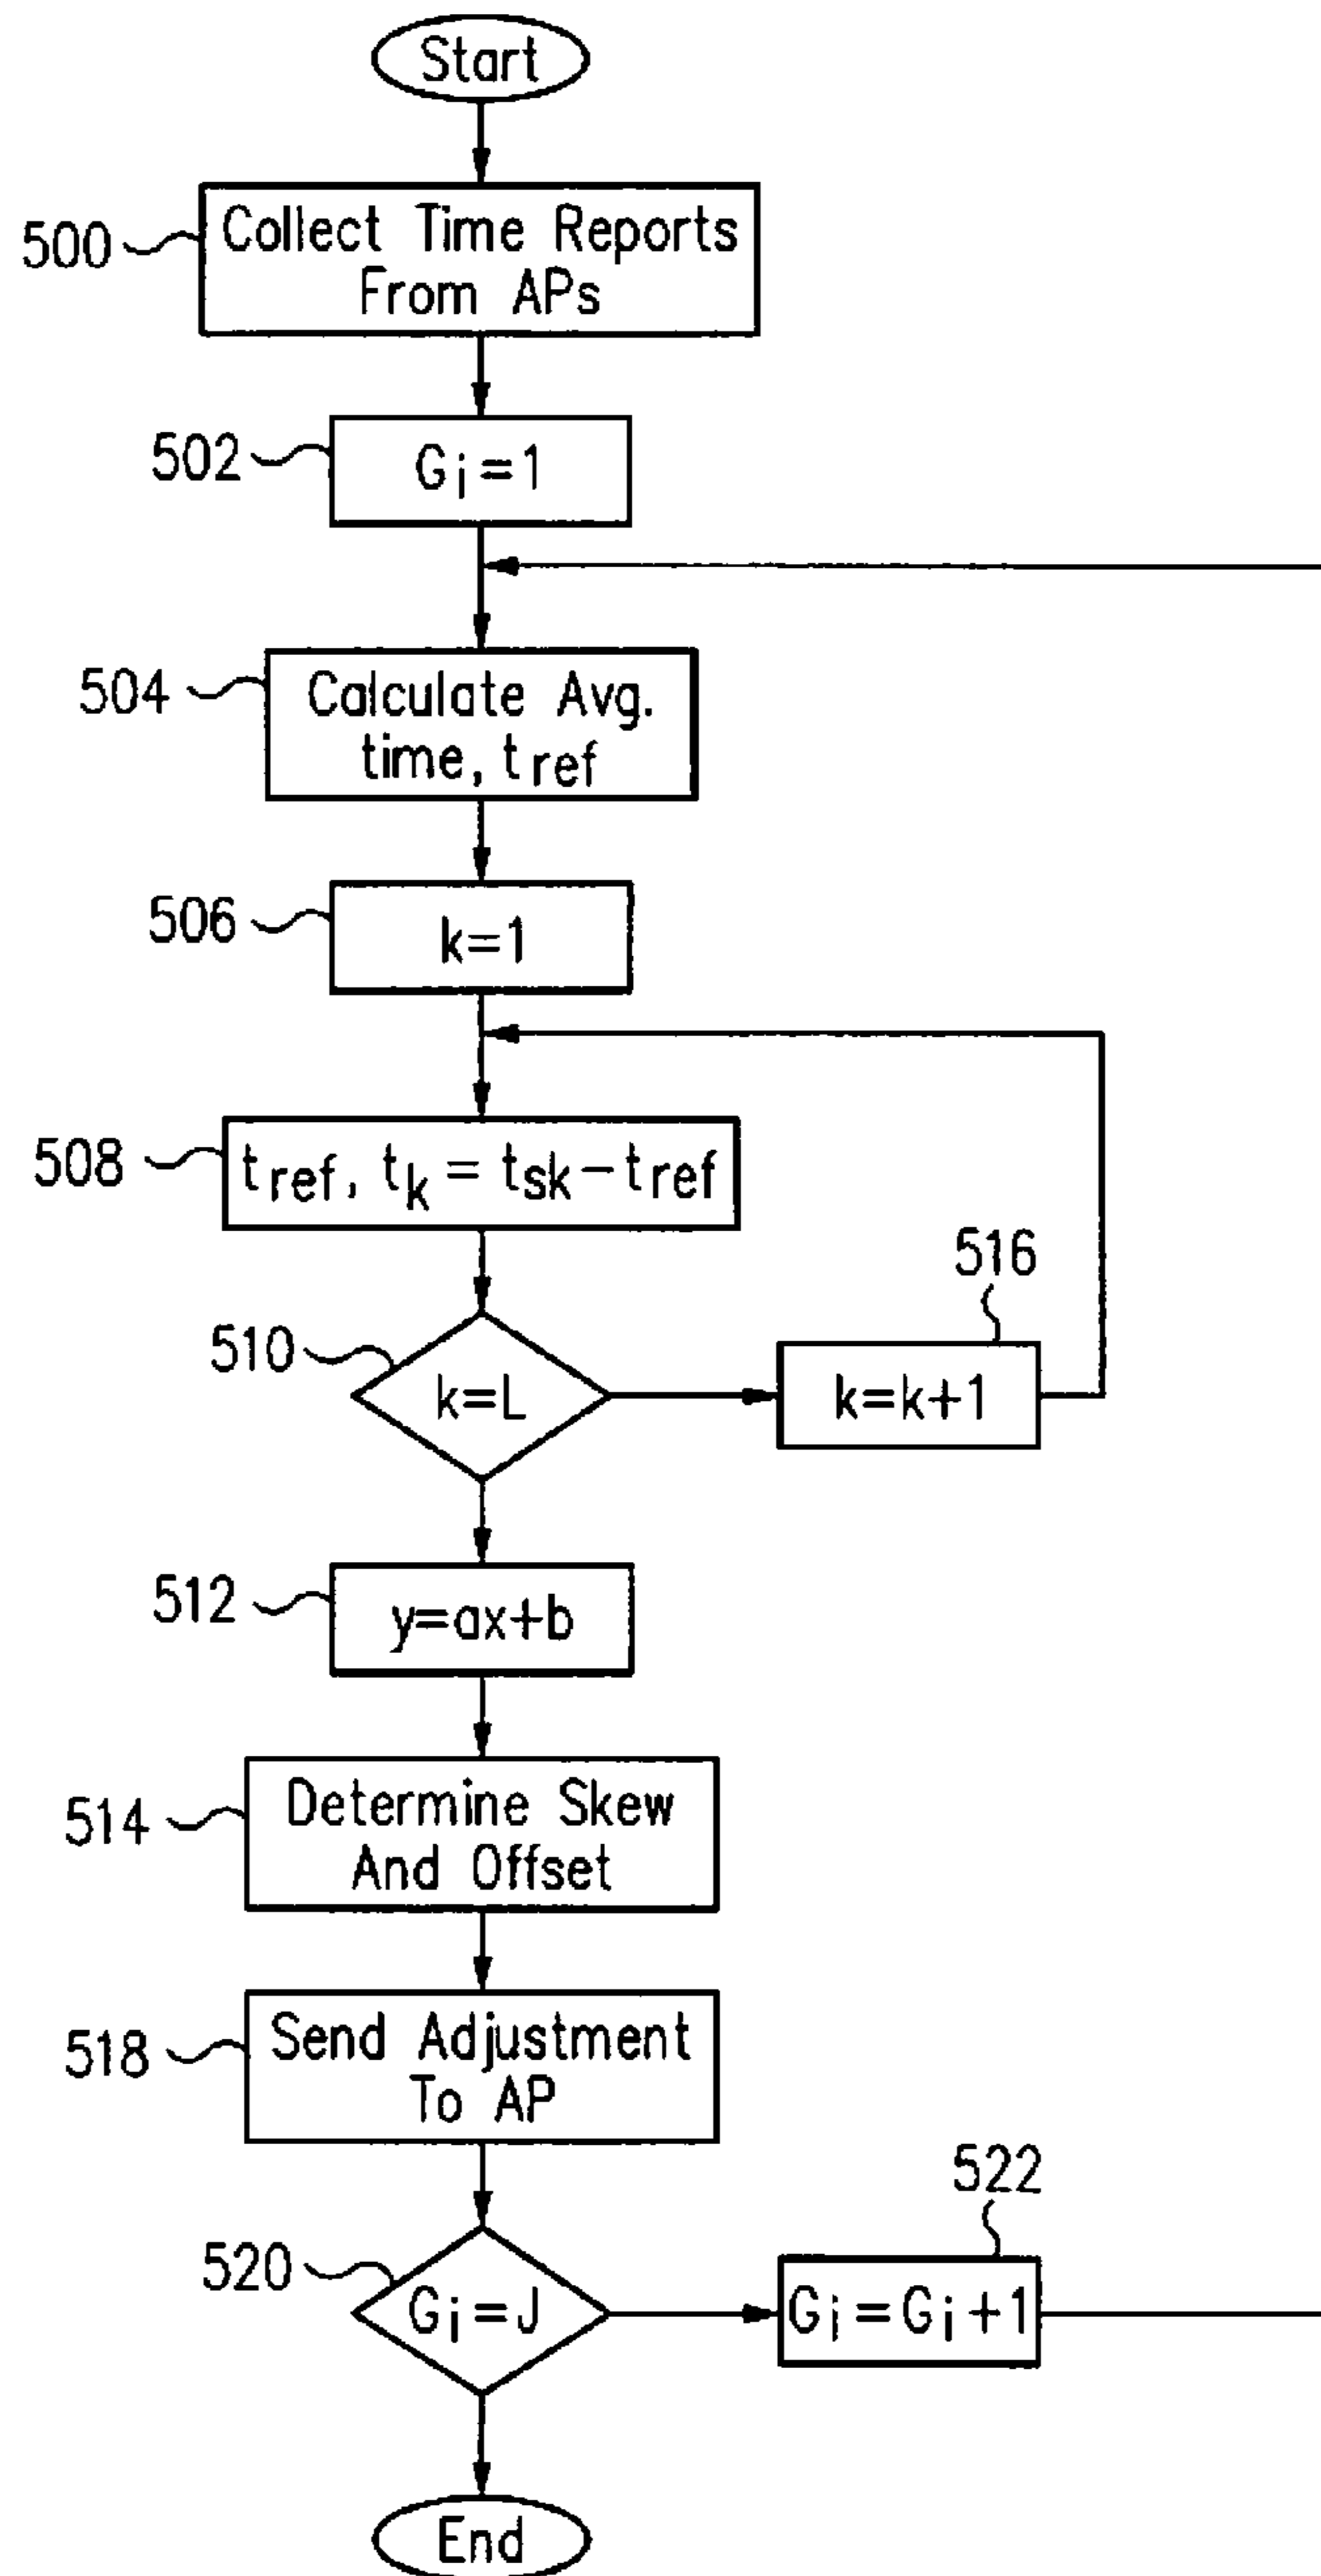 Start
500
Collect Time Reports
From APs
502
Gi=1
504
Calculate Avg.
time, tref
506
k=1
508
tref, tk = tsk-tref
510
k=L
516
k=k+1
512
y=ax+b
514
Determine Skew
And Offset
518
Send Adjustment
To AP
520
Gi=J
522
Gi=Gi+1
End